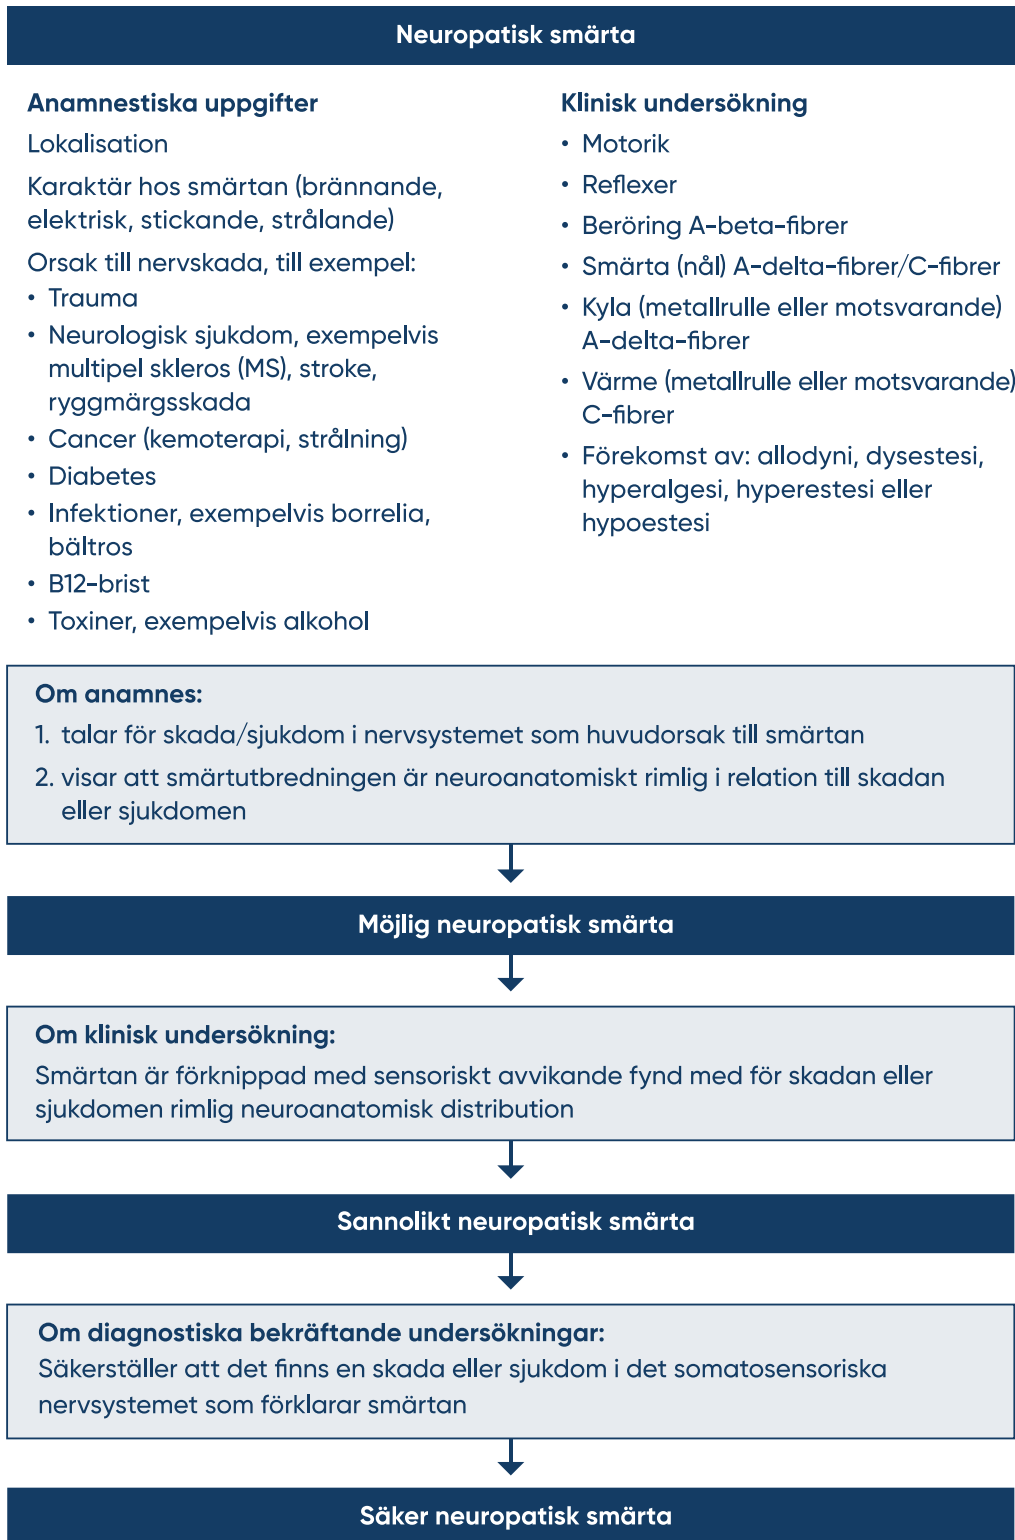 Neuropatisk smärta
Anamnestiska uppgifter
Lokalisation
Karaktär hos smärtan (brännande,
elektrisk, stickande, strålande)
Orsak till nervskada, till exempel:
• Trauma
• Neurologisk sjukdom, exempelvis
multipel skleros (MS), stroke,
ryggmärgsskada
• Cancer (kemoterapi, strålning)
• Diabetes
• Infektioner, exempelvis borrelia,
bältros
• B12-brist
• Toxiner, exempelvis alkohol
Klinisk undersökning
• Motorik
• Reflexer
• Beröring A-beta-fibrer
• Smärta (nål) A-delta-fibrer/C-fibrer
• Kyla (metallrulle eller motsvarande)
A-delta-fibrer
• Värme (metallrulle eller motsvarande)
C-fibrer
• Förekomst av: allodyni, dysestesi,
hyperalgesi, hyperestesi eller
hypoestesi
Om anamnes:
1. talar för skada/sjukdom i nervsystemet som huvudorsak till smärtan
2. visar att smärtutbredningen är neuroanatomiskt rimlig i relation till skadan
eller sjukdomen
Möjlig neuropatisk smärta
Om klinisk undersökning:
Smärtan är förknippad med sensoriskt avvikande fynd med för skadan eller
sjukdomen rimlig neuroanatomisk distribution
Sannolikt neuropatisk smärta
Om diagnostiska bekräftande undersökningar:
Säkerställer att det finns en skada eller sjukdom i det somatosensoriska
nervsystemet som förklarar smärtan
Säker neuropatisk smärta